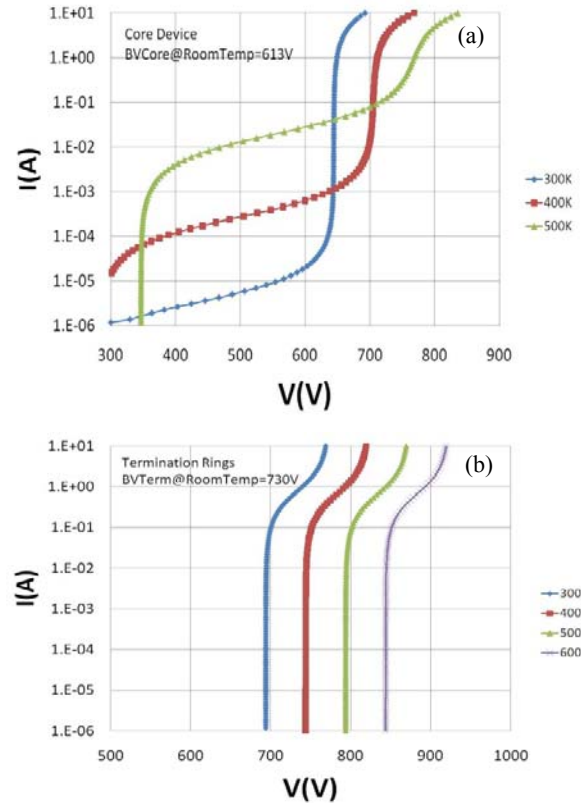 1.E+01
Core Device
(a)
BVCore@RoomTemp=613V
1.E+00
1.E-01
1.E-02
1.E-03
1.E-04
1.E-05
1.E-06
I(A)
300K
400K
500K
300 400 500 600 700 800 900
V(V)
1.E+01
Termination Rings
(b)
BVTerm@RoomTemp=730V
1.E+00
1.E-01
1.E-02
1.E-03
1.E-04
1.E-05
1.E-06
I(A)
300
400
500
600
500 600 700 800 900 1000
V(V)